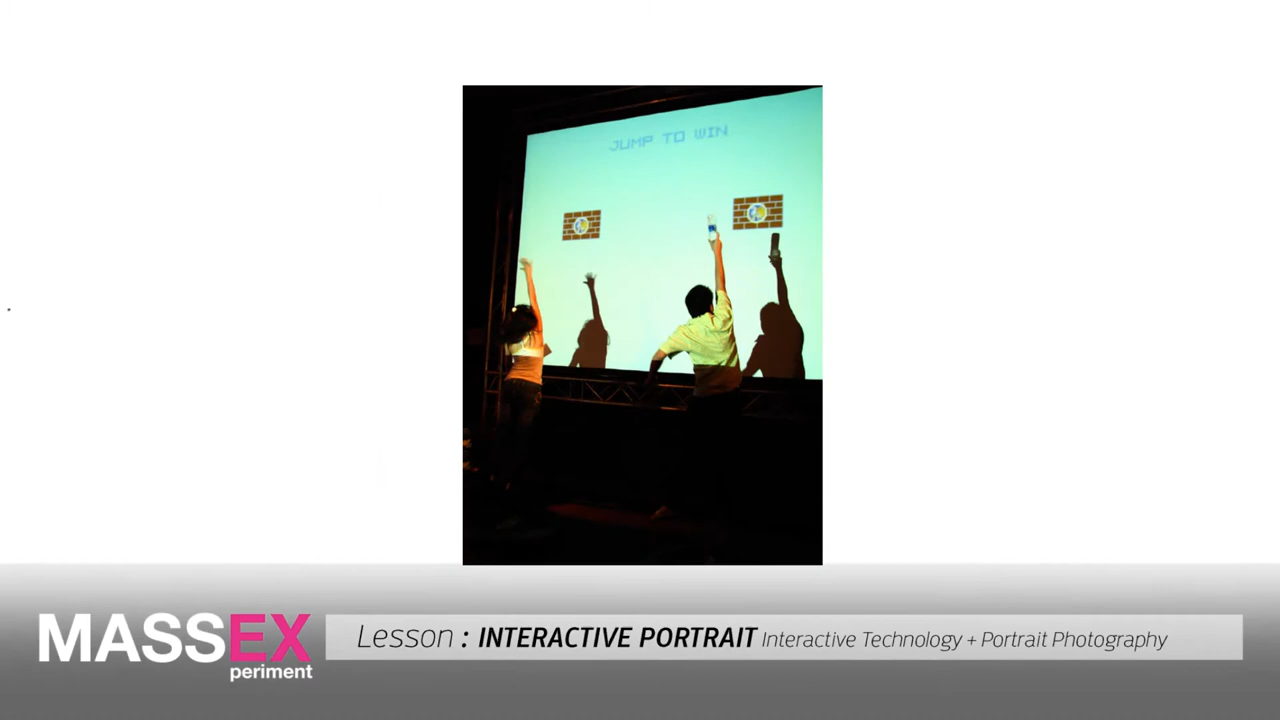 JUMP TO WIN
MASSEX
periment
Lesson : INTERACTIVE PORTRAIT Interactive Technology + Portrait Photography